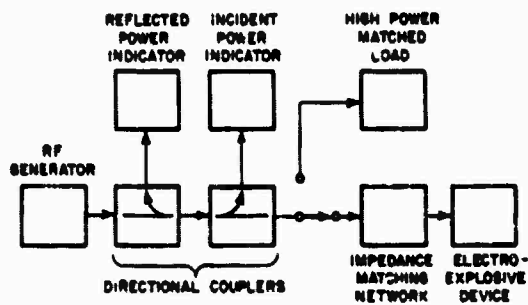 REFLECTED
POWER
INDICATOR
INCIDENT
POWER
INDICATOR
HIGH POWER
MATCHED
LOAD
RF
GENERATOR
DIRECTIONAL COUPLERS
IMPEDANCE
MATCHING
NETWORK
ELECTRO-
EXPLOSIVE
DEVICE